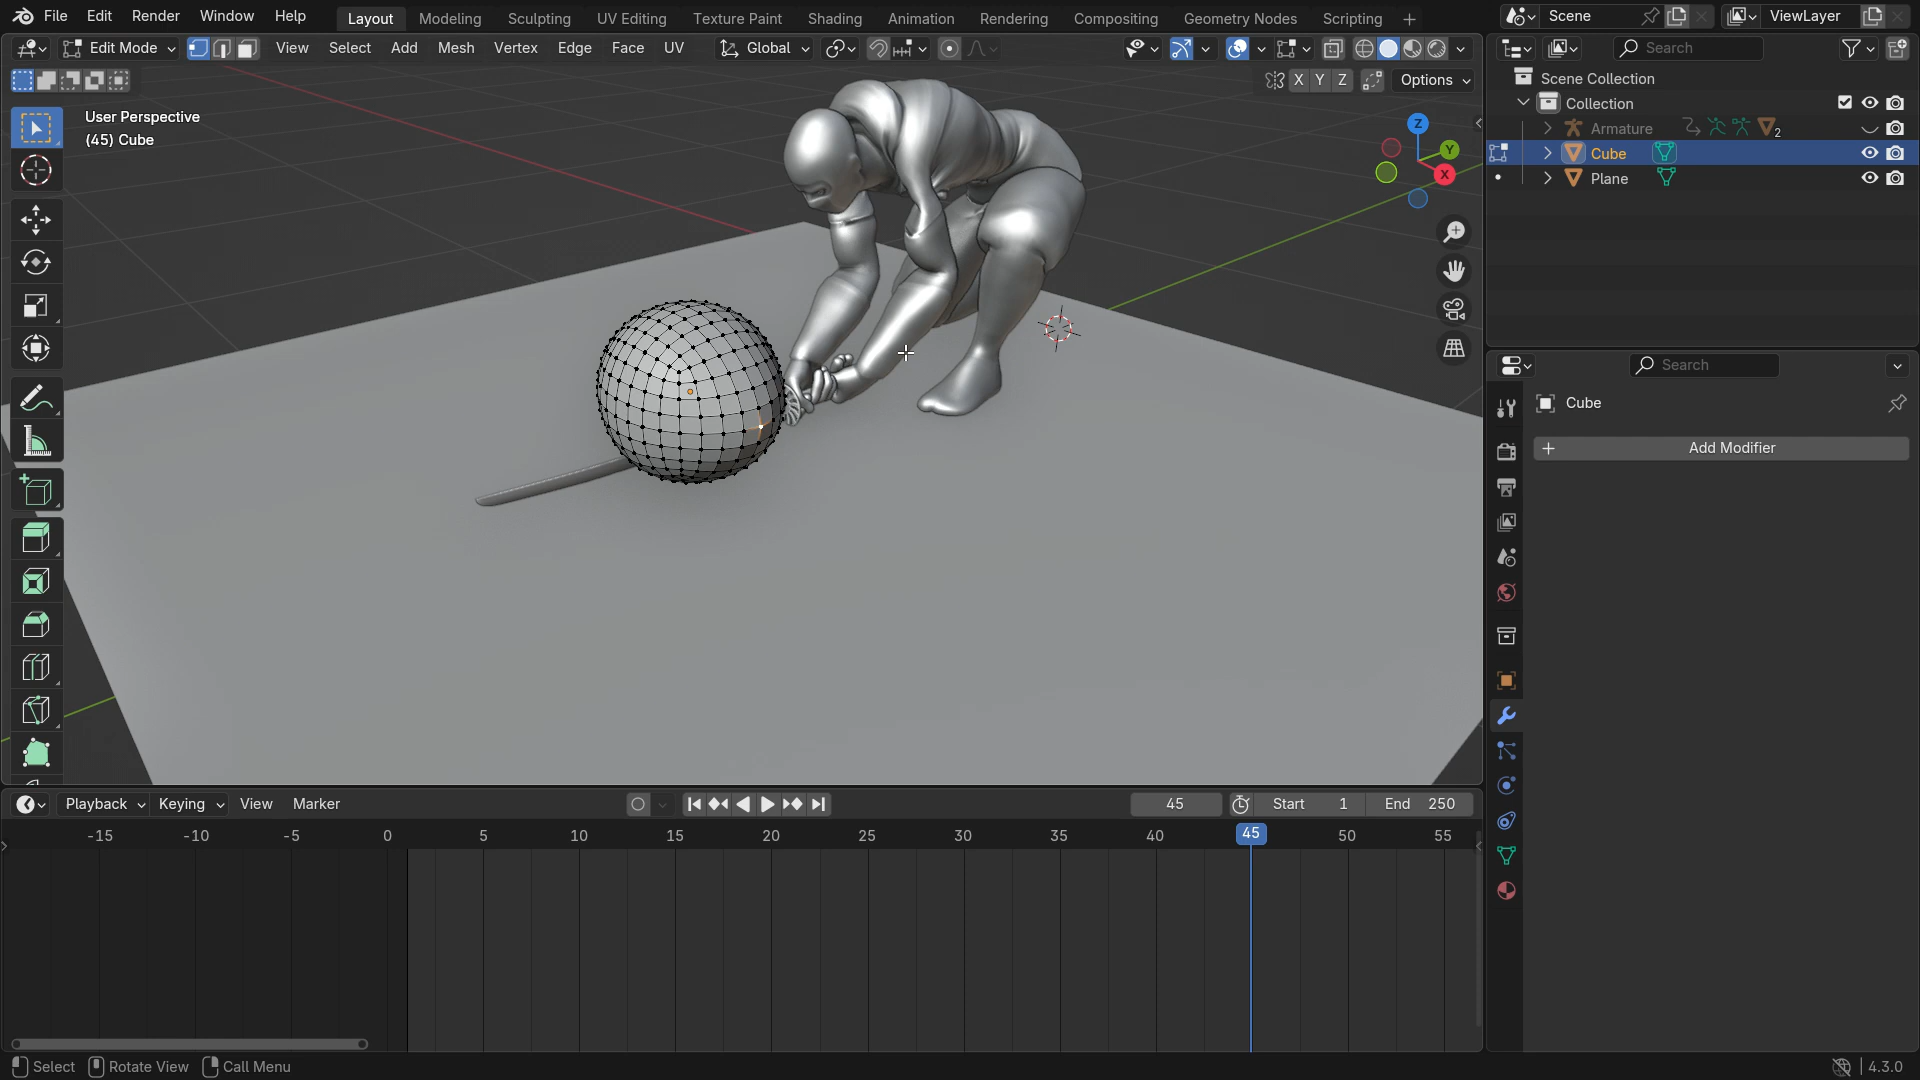 File Edit Render Window Help Layout Modeling Sculpting UV Editing Texture Paint Shading Animation Rendering Compositing Geometry Nodes Scripting + Scene ViewLayer
Edit Mode View Select Add Mesh Vertex Edge Face UV Global Search
X Y Z Options Scene Collection
User Perspective
(45) Cube
Collection
Armature 2
Cube
Plane
Z
Y
X
Search
Cube
Add Modifier
Playback Keying View Marker 45 Start 1 End 250
-15 -10 -5 0 5 10 15 20 25 30 35 40 45 50 55
Select Rotate View Call Menu 4.3.0